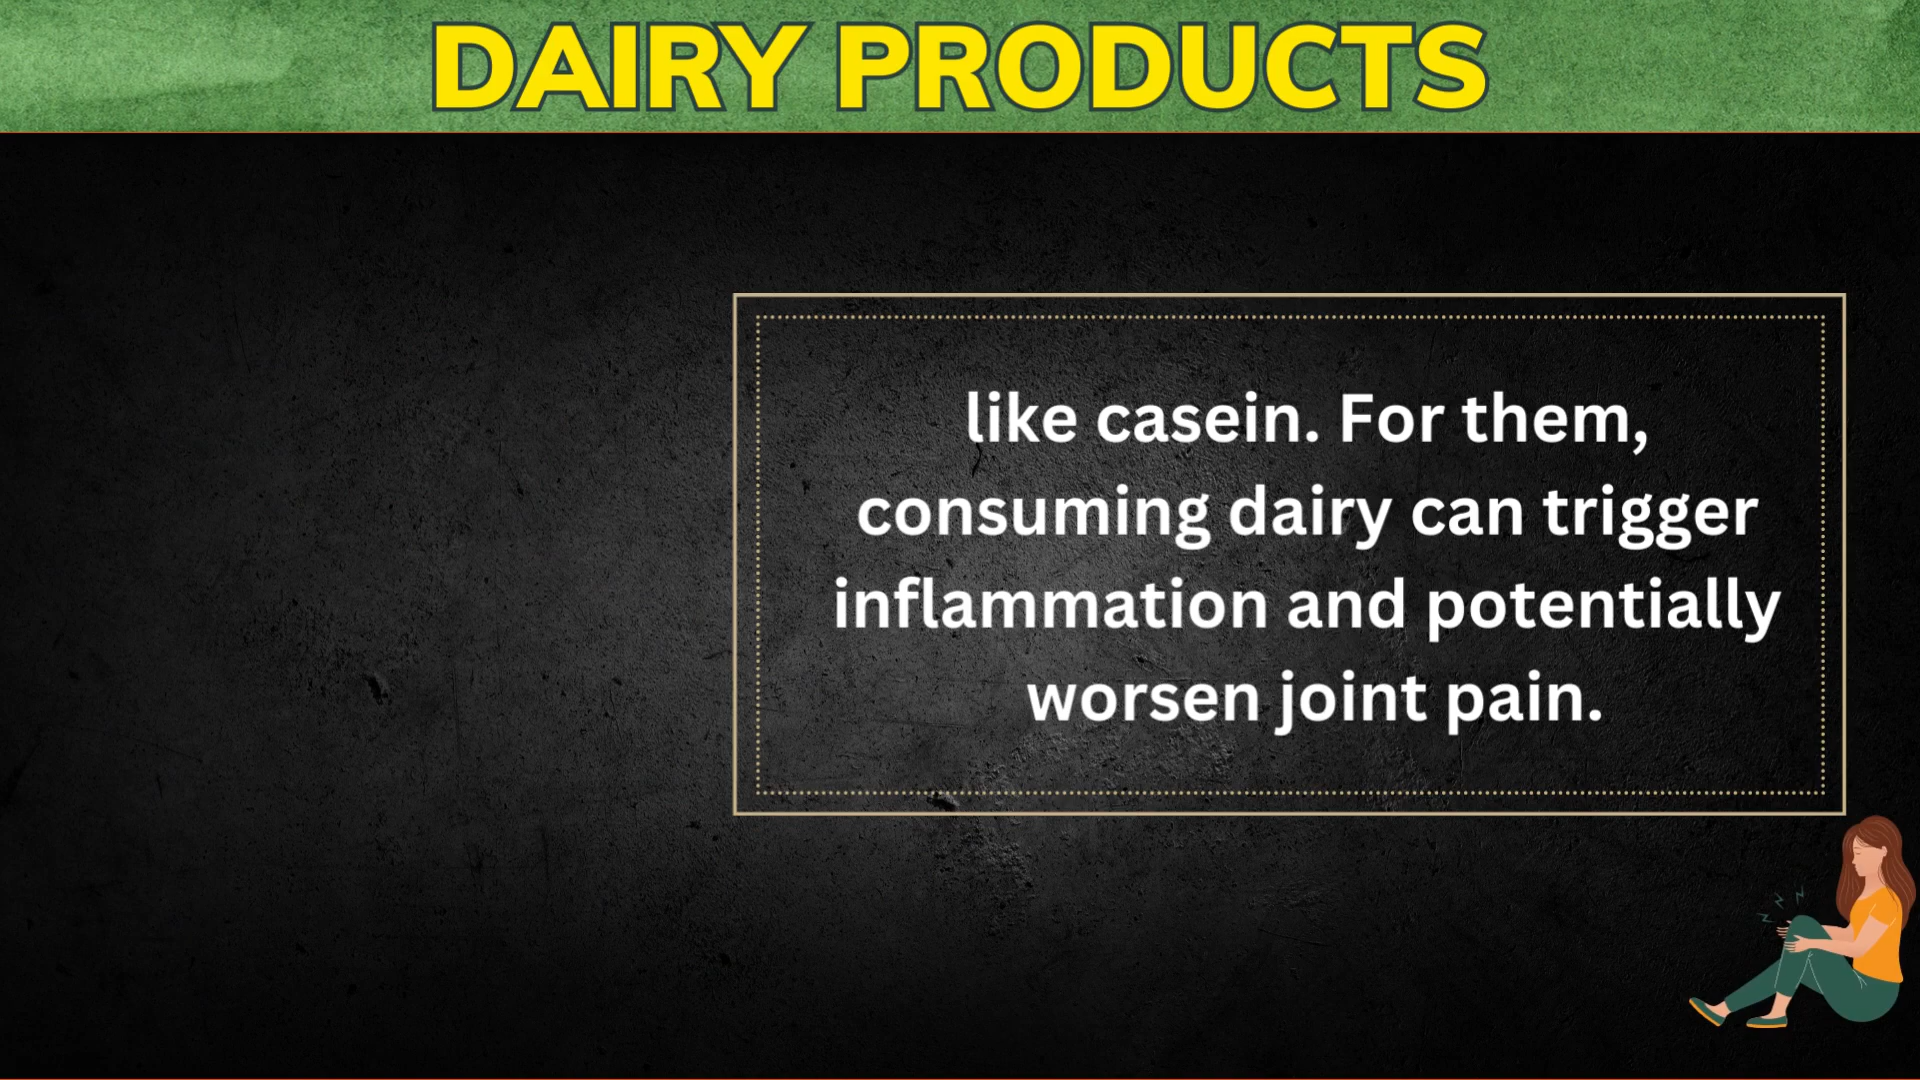 DAIRY PRODUCTS
like casein. For them,
consuming dairy can trigger
inflammation and potentially
worsen joint pain.